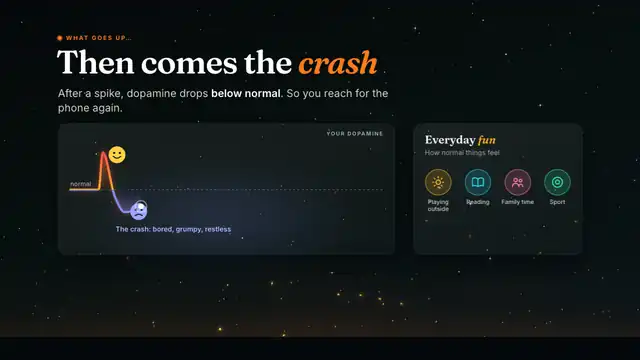 WHAT GOES UP...
Then comes the crash
After a spike, dopamine drops below normal. So you reach for the
phone again.
YOUR DOPAMINE
normal
The crash: bored, grumpy, restless
Everyday fun
How normal things feel
Playing outside
Reading
Family time
Sport